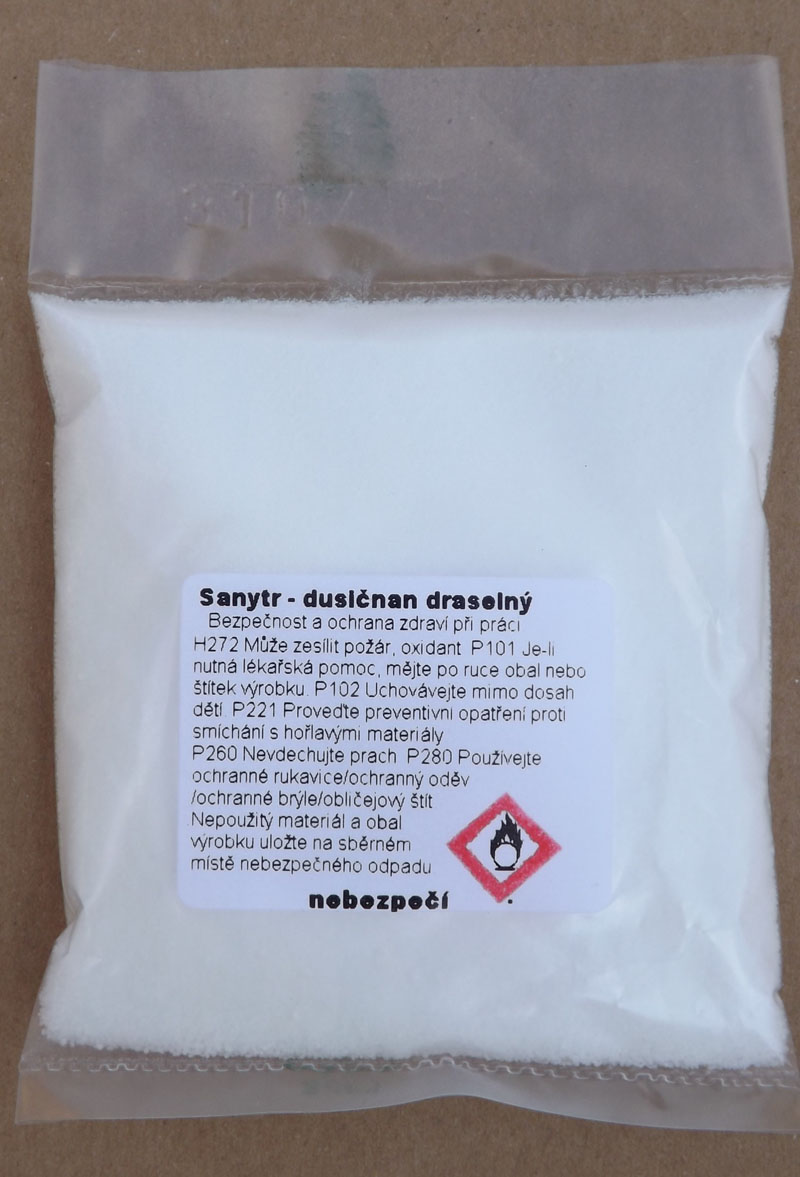 Sanytr - dusičnan draselný
Bezpečnost a ochrana zdraví při práci
H272 Může zesílit požár, oxidant P101 Je-li
nutná lékařská pomoc, mějte po ruce obal nebo
štítek výrobku. P102 Uchovávejte mimo dosah
dětí. P221 Proveďte preventivní opatření proti
smíchání s hořlavými materiály
P260 Nevdechujte prach P280 Používejte
ochranné rukavice/ochranný oděv
/ochranné brýle/obličejový štít
Nepoužitý materiál a obal
výrobku uložte na sběrném
místě nebezpečného odpadu
nebezpečí